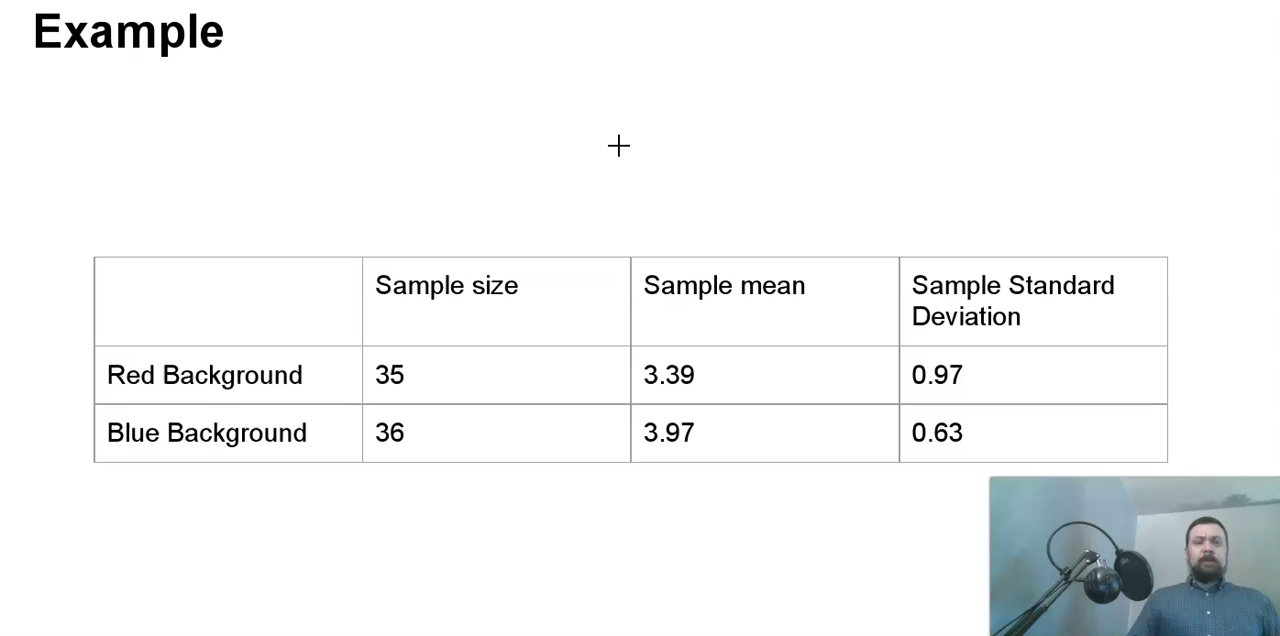 Example
Sample size
Sample mean
Sample Standard
Deviation
Red Background
35
3.39
0.97
Blue Background
36
3.97
0.63